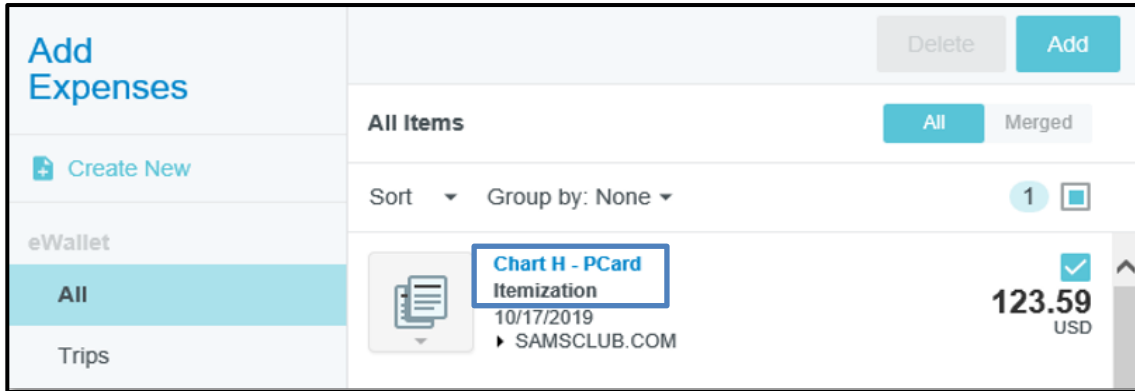 Add
Expenses
Create New
eWallet
All
Trips
Delete
Add
All Items
All
Merged
Sort
Group by: None
1
Chart H - PCard
Itemization
10/17/2019
SAMSCLUB.COM
123.59
USD